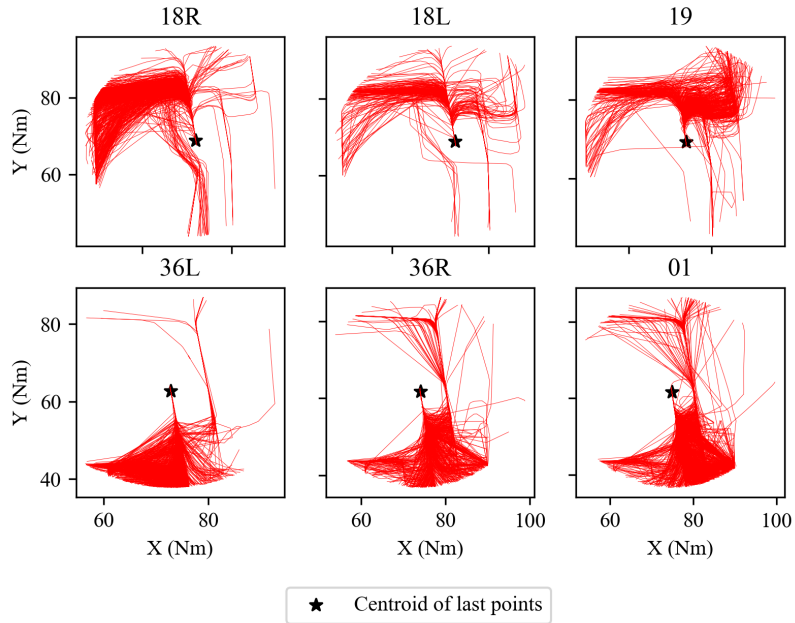 18R 18L 19
Y (Nm)
80
60
36L 36R 01
Y (Nm)
80
60
40
60 80 60 80 100 60 80 100
X (Nm) X (Nm) X (Nm)
Centroid of last points